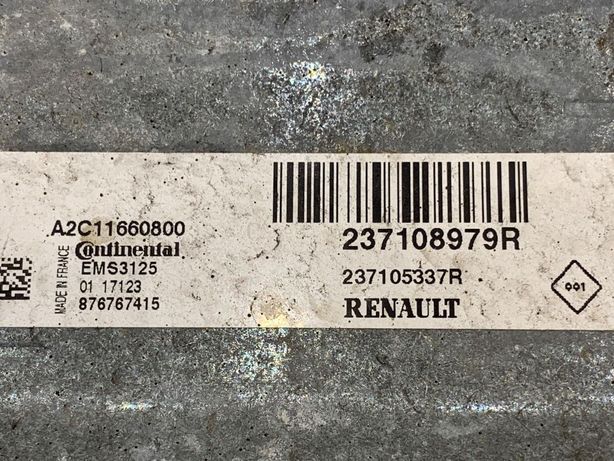 A2C11660800
Continental
EMS3125
01 17123
876767415
MADE IN FRANCE
237108979R
237105337R
RENAULT
001